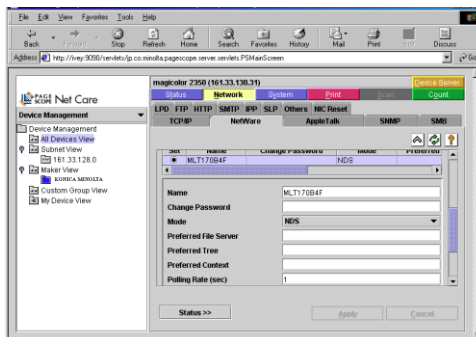 File Edit View Favorites Tools Help
Back Forward Stop Refresh Home Search Favorites History Mail Print Edit Discuss
Address http://ivey:9090/servlets/jp.co.minolta.pagescope.server.servlets.PSMainScreen Go
PAGE SCOPE Net Care
magicolor 2350 (161.33.130.31) Device Server
Status Network System Print Scan Count
LPD FTP HTTP SMTP IPP SLP Others NIC Reset
TCP/IP NetWare AppleTalk SNMP SMB
Device Management
Device Management
All Devices View
Subnet View
161.33.128.0
Maker View
KONICA MINOLTA
Custom Group View
My Device View
Set Name Change Password Mode Preferred
MLT170B4F NDS
Name MLT170B4F
Change Password
Mode NDS
Preferred File Server
Preferred Tree
Preferred Context
Polling Rate (sec) 1
Status >> Apply Cancel